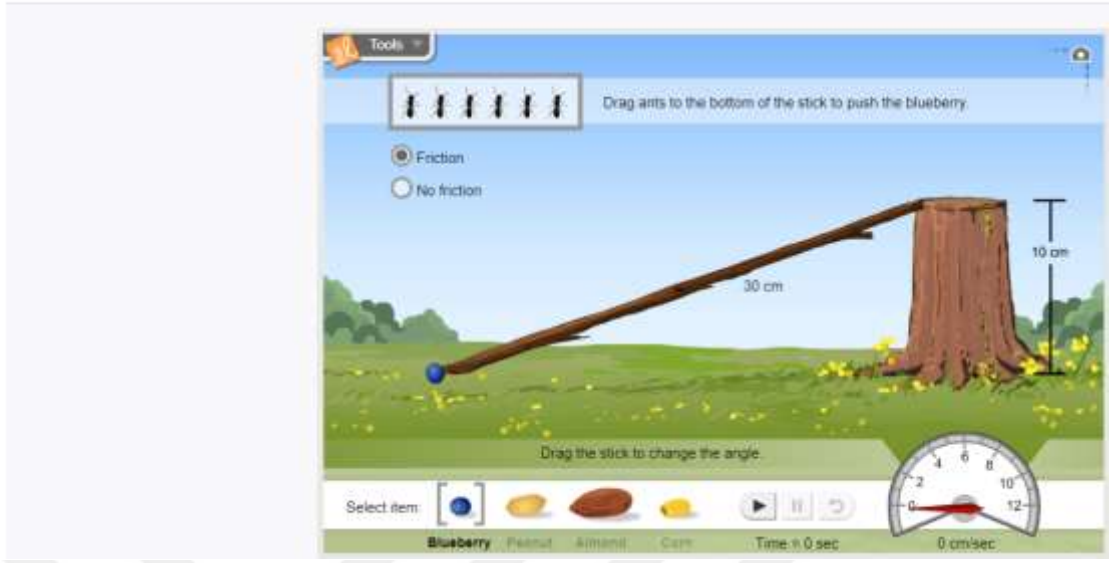 Tools
Drag ants to the bottom of the stick to push the blueberry.
Friction
No friction
10 cm
30 cm
Drag the stick to change the angle.
0 2 4 6 8 10 12
Select item:
Blueberry Peanut Almond Corn
Time = 0 sec
0 cm/sec